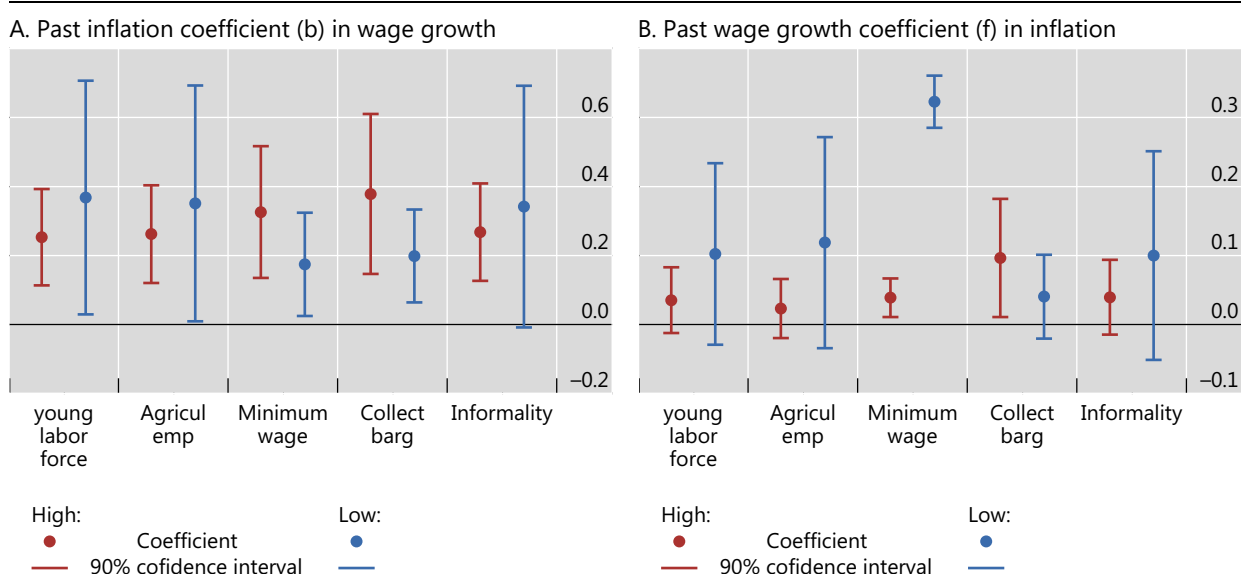 A. Past inflation coefficient (b) in wage growth
0.6
0.4
0.2
0.0
–0.2
young labor force
Agricul emp
Minimum wage
Collect barg
Informality
High:
Low:
Coefficient
90% cofidence interval
B. Past wage growth coefficient (f) in inflation
0.3
0.2
0.1
0.0
–0.1
young labor force
Agricul emp
Minimum wage
Collect barg
Informality
High:
Low:
Coefficient
90% cofidence interval